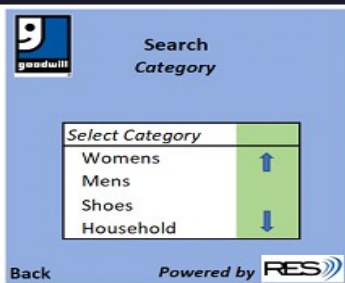 Search
goodwill
Category
Select Category
Womens
Mens
Shoes
Household
Back
Powered by RES